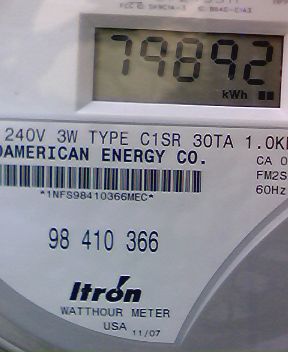 79892
kWh
240V 3W TYPE C1SR 30TA 1.0K
AMERICAN ENERGY CO.
CA 0
FM2S
60Hz
*1NFS98410366MEC*
98 410 366
Itrón
WATTHOUR METER
USA 11/07